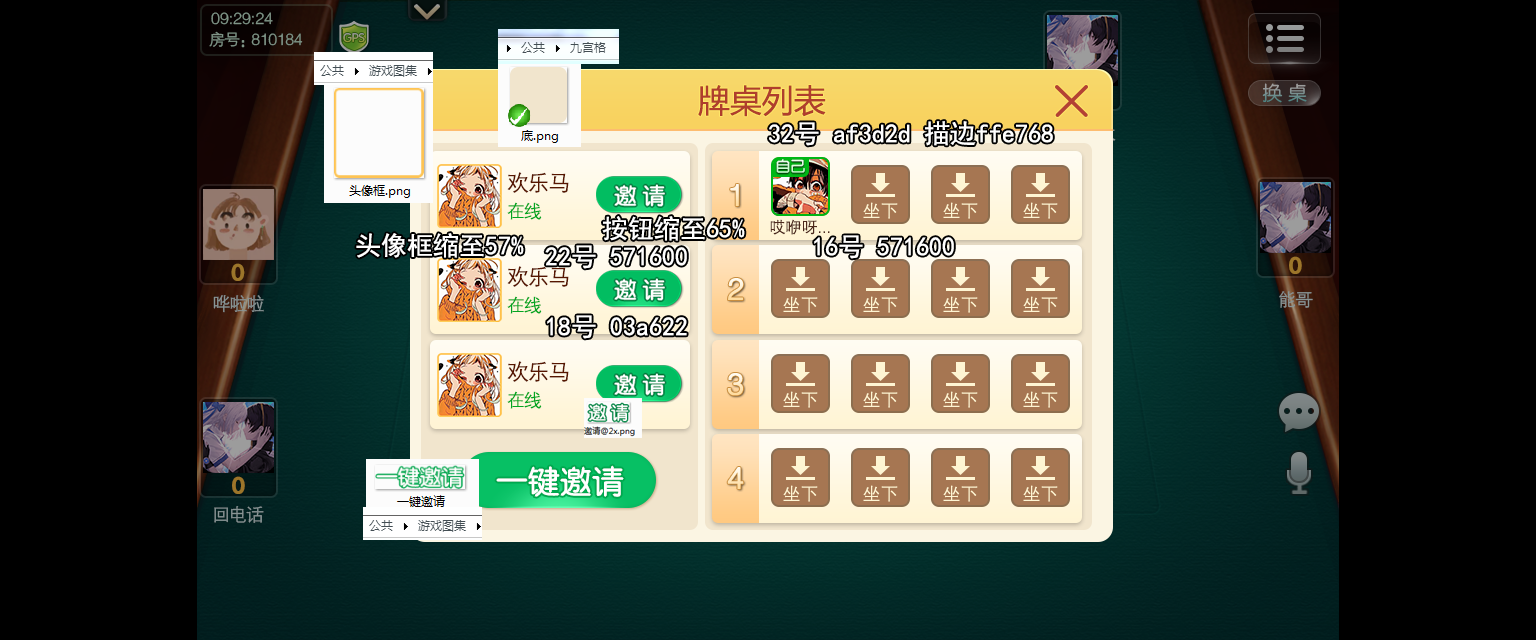 09:29:24
房号: 810184
GPS
公共 ▸ 九宫格
公共 ▸ 游戏图集 ▸
底.png
头像框.png
牌桌列表
换桌
32号 af3d2d 描边ffe768
欢乐马
在线
邀请
按钮缩至65%
头像框缩至57%
22号 571600
欢乐马
在线
邀请
18号 03a622
欢乐马
在线
邀请
邀请
邀请@2x.png
一键邀请
一键邀请
一键邀请
公共 ▸ 游戏图集 ▸
1
自己
哎咿呀...
坐下
坐下
坐下
16号 571600
2
坐下
坐下
坐下
坐下
3
坐下
坐下
坐下
坐下
4
坐下
坐下
坐下
坐下
0
哗啦啦
0
回电话
0
能哥